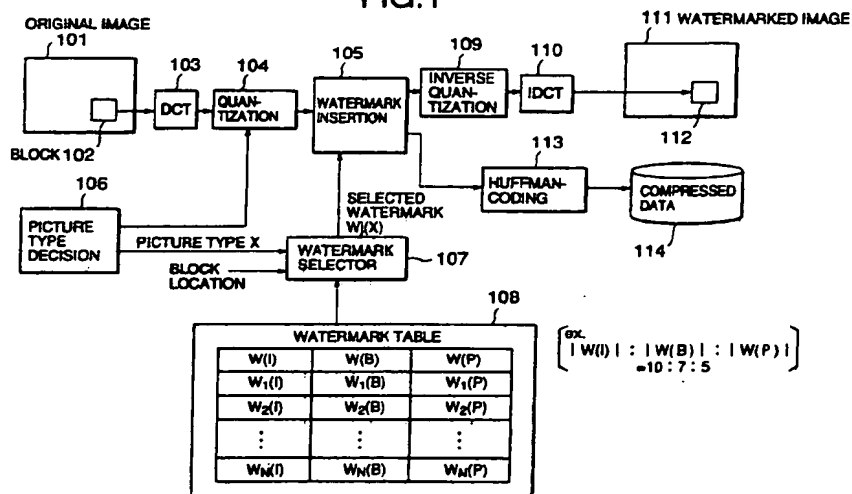 FIG.1
ORIGINAL IMAGE
101
BLOCK 102
103
DCT
104
QUAN-
TIZATION
105
WATERMARK
INSERTION
109
INVERSE
QUANTIZATION
110
IDCT
111 WATERMARKED IMAGE
112
113
HUFFMAN-
CODING
COMPRESSED
DATA
114
106
PICTURE
TYPE
DECISION
PICTURE TYPE X
BLOCK
LOCATION
SELECTED
WATERMARK
Wj(X)
WATERMARK
SELECTOR
107
108
WATERMARK TABLE
W(I) W(B) W(P)
W1(I) W1(B) W1(P)
W2(I) W2(B) W2(P)
⋮ ⋮ ⋮
WN(I) WN(B) WN(P)
ex.
| W(I) | : | W(B) | : | W(P) |
=10 : 7 : 5